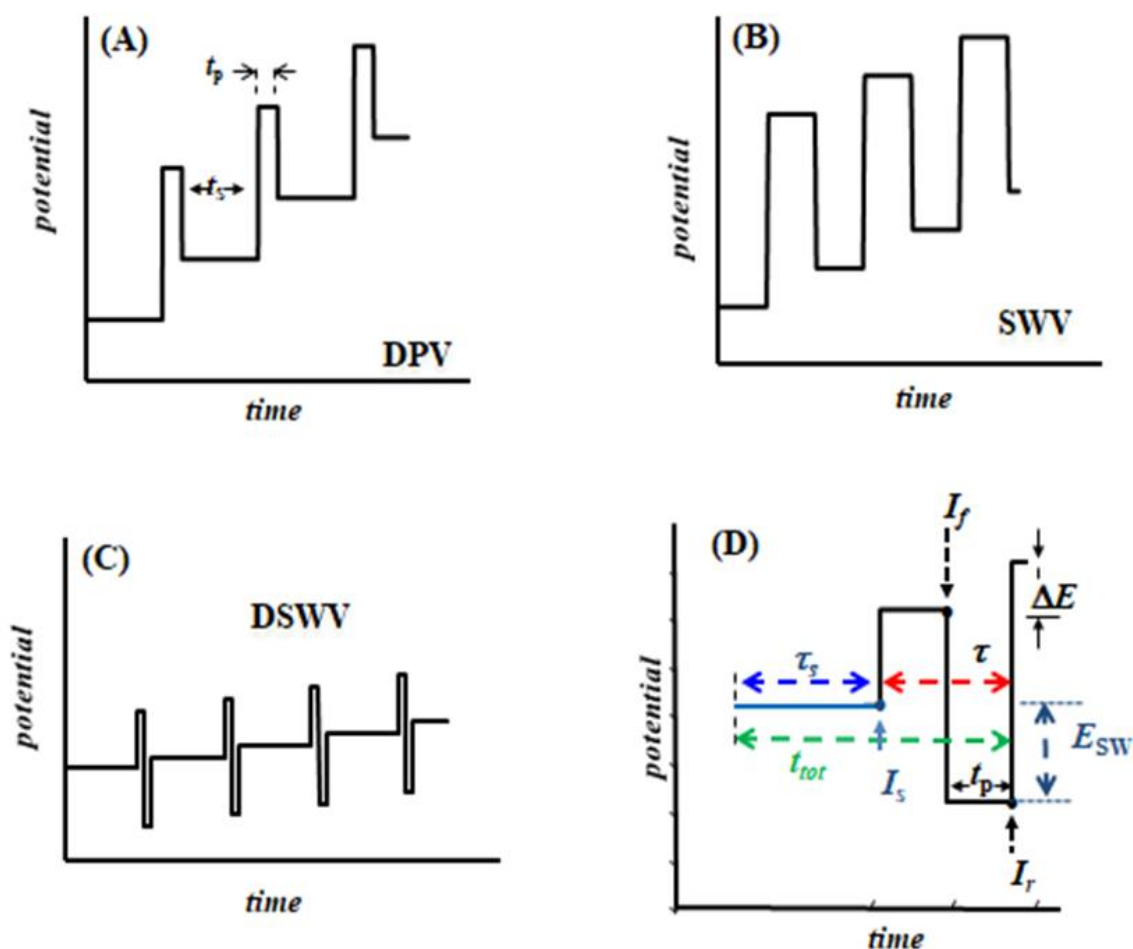 (A)
tp
ts
potential
DPV
time
(B)
potential
SWV
time
(C)
DSWV
potential
time
(D)
If
ΔE
τs
τ
potential
ttot
Is
tp
ESW
Ir
time